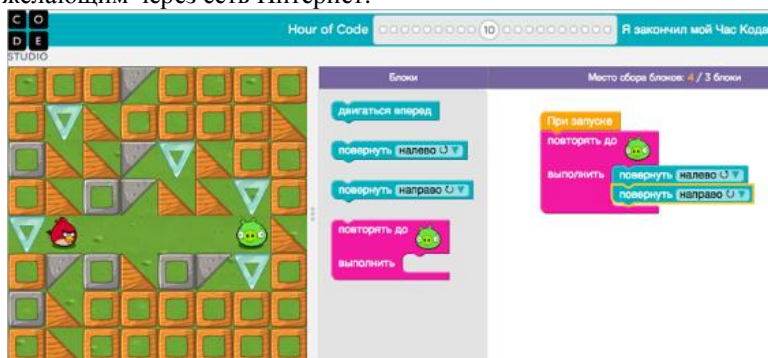 желающим через сеть Интернет.
C O
D E
STUDIO
Hour of Code
10
Я закончил мой Час Кода
Блоки
Место сбора блоков: 4 / 3 блоки
двигаться вперед
повернуть налево
повернуть направо
повторять до
выполнить
При запуске
повторять до
выполнить
повернуть налево
повернуть направо